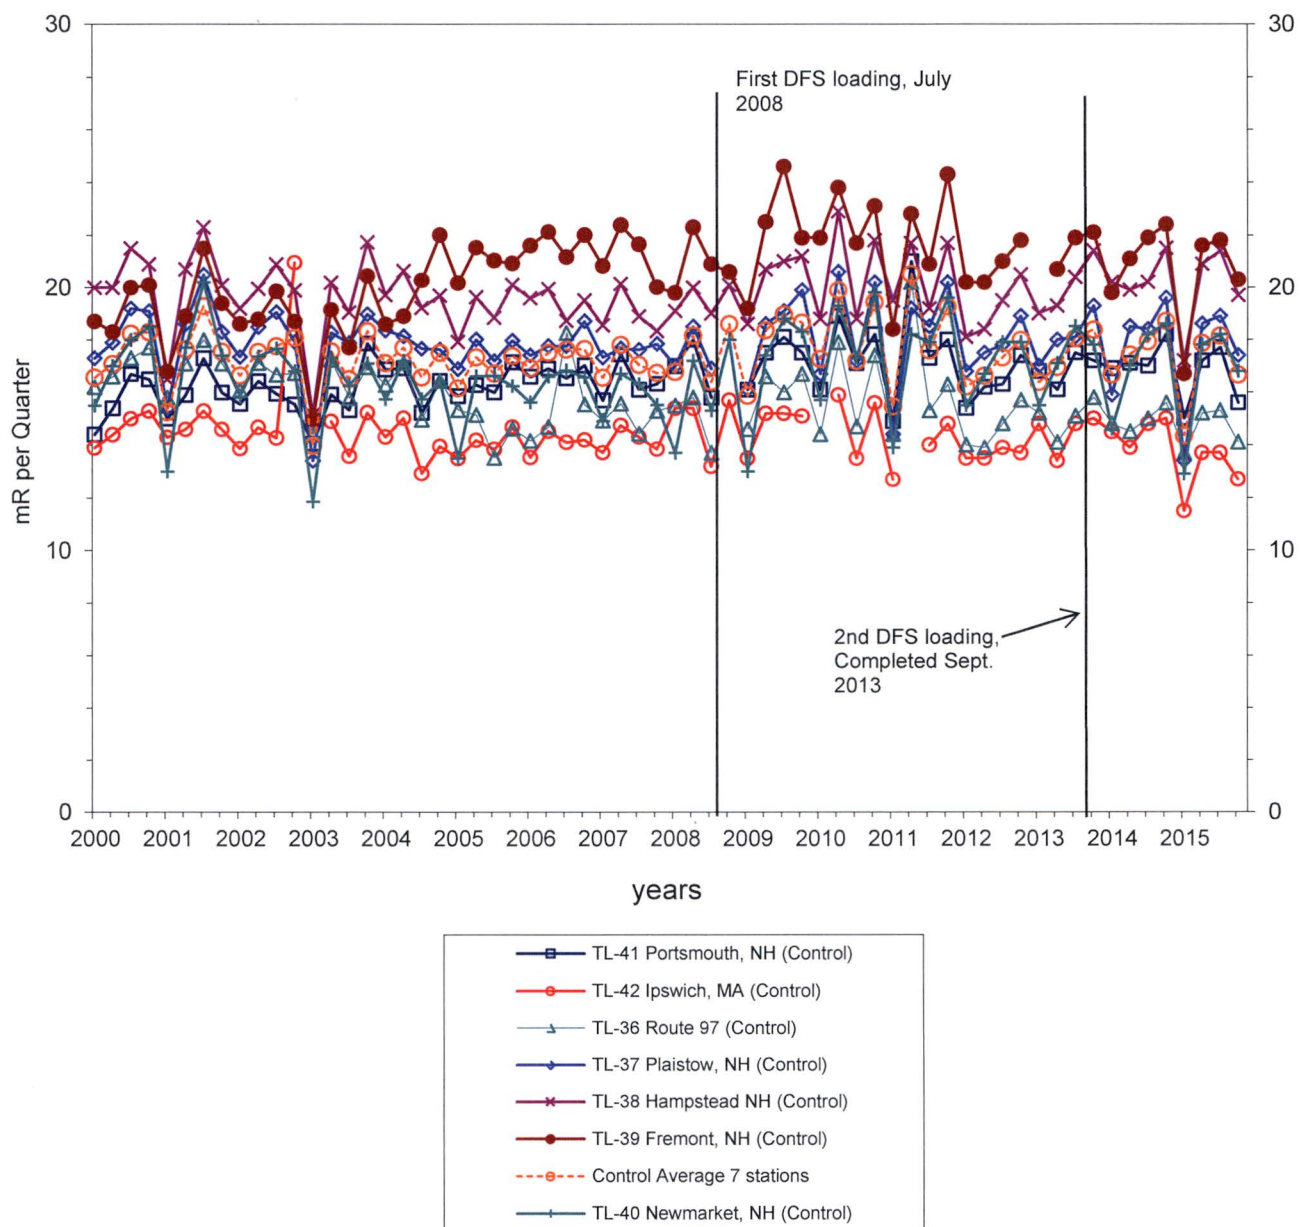 30
30
First DFS loading, July
2008
20
20
mR per Quarter
10
10
2nd DFS loading,
Completed Sept.
2013
0
0
2000 2001 2002 2003 2004 2005 2006 2007 2008 2009 2010 2011 2012 2013 2014 2015
years
TL-41 Portsmouth, NH (Control)
TL-42 Ipswich, MA (Control)
TL-36 Route 97 (Control)
TL-37 Plaistow, NH (Control)
TL-38 Hampstead NH (Control)
TL-39 Fremont, NH (Control)
Control Average 7 stations
TL-40 Newmarket, NH (Control)